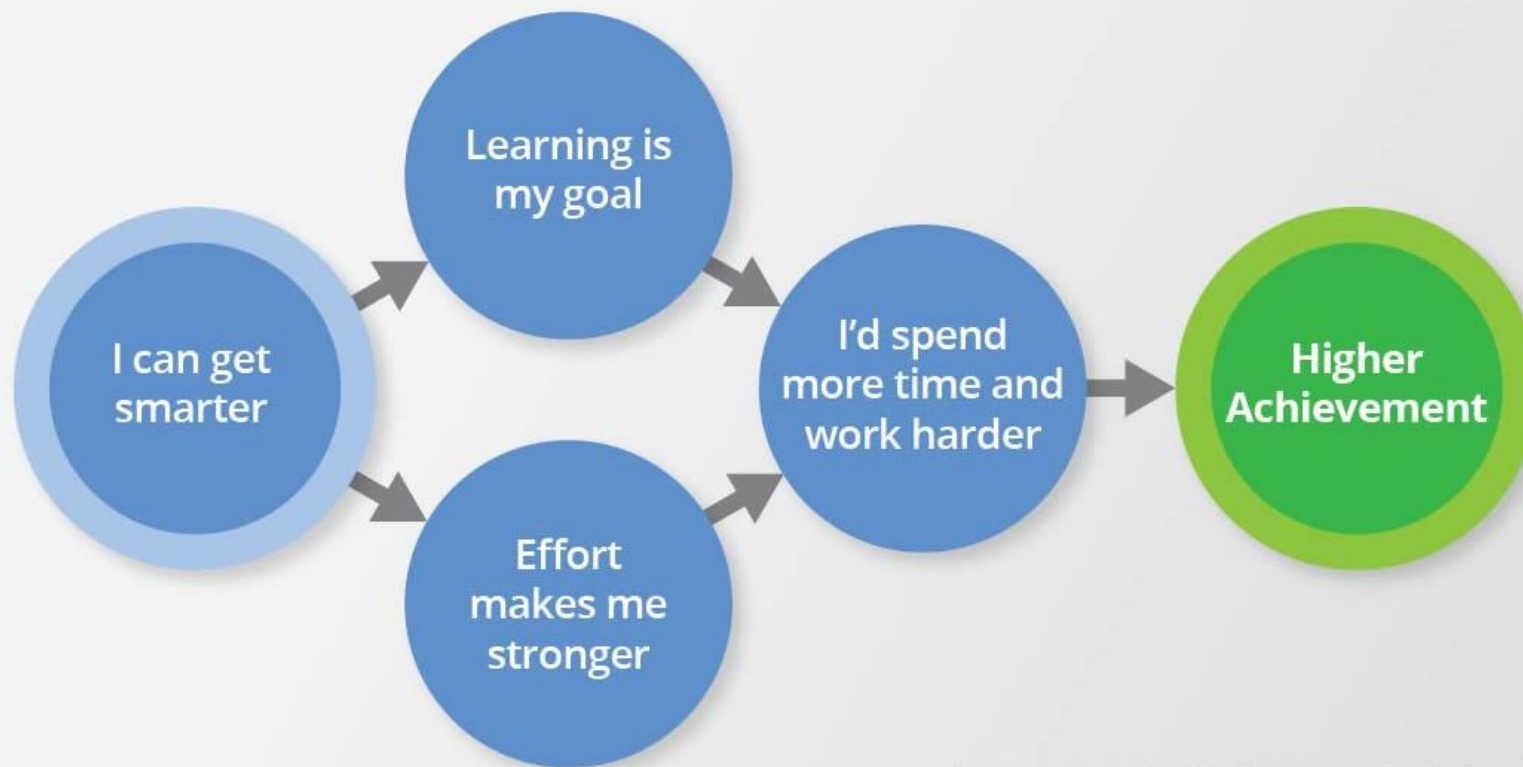 I can get
smarter
Learning is
my goal
Effort
makes me
stronger
I’d spend
more time and
work harder
Higher
Achievement